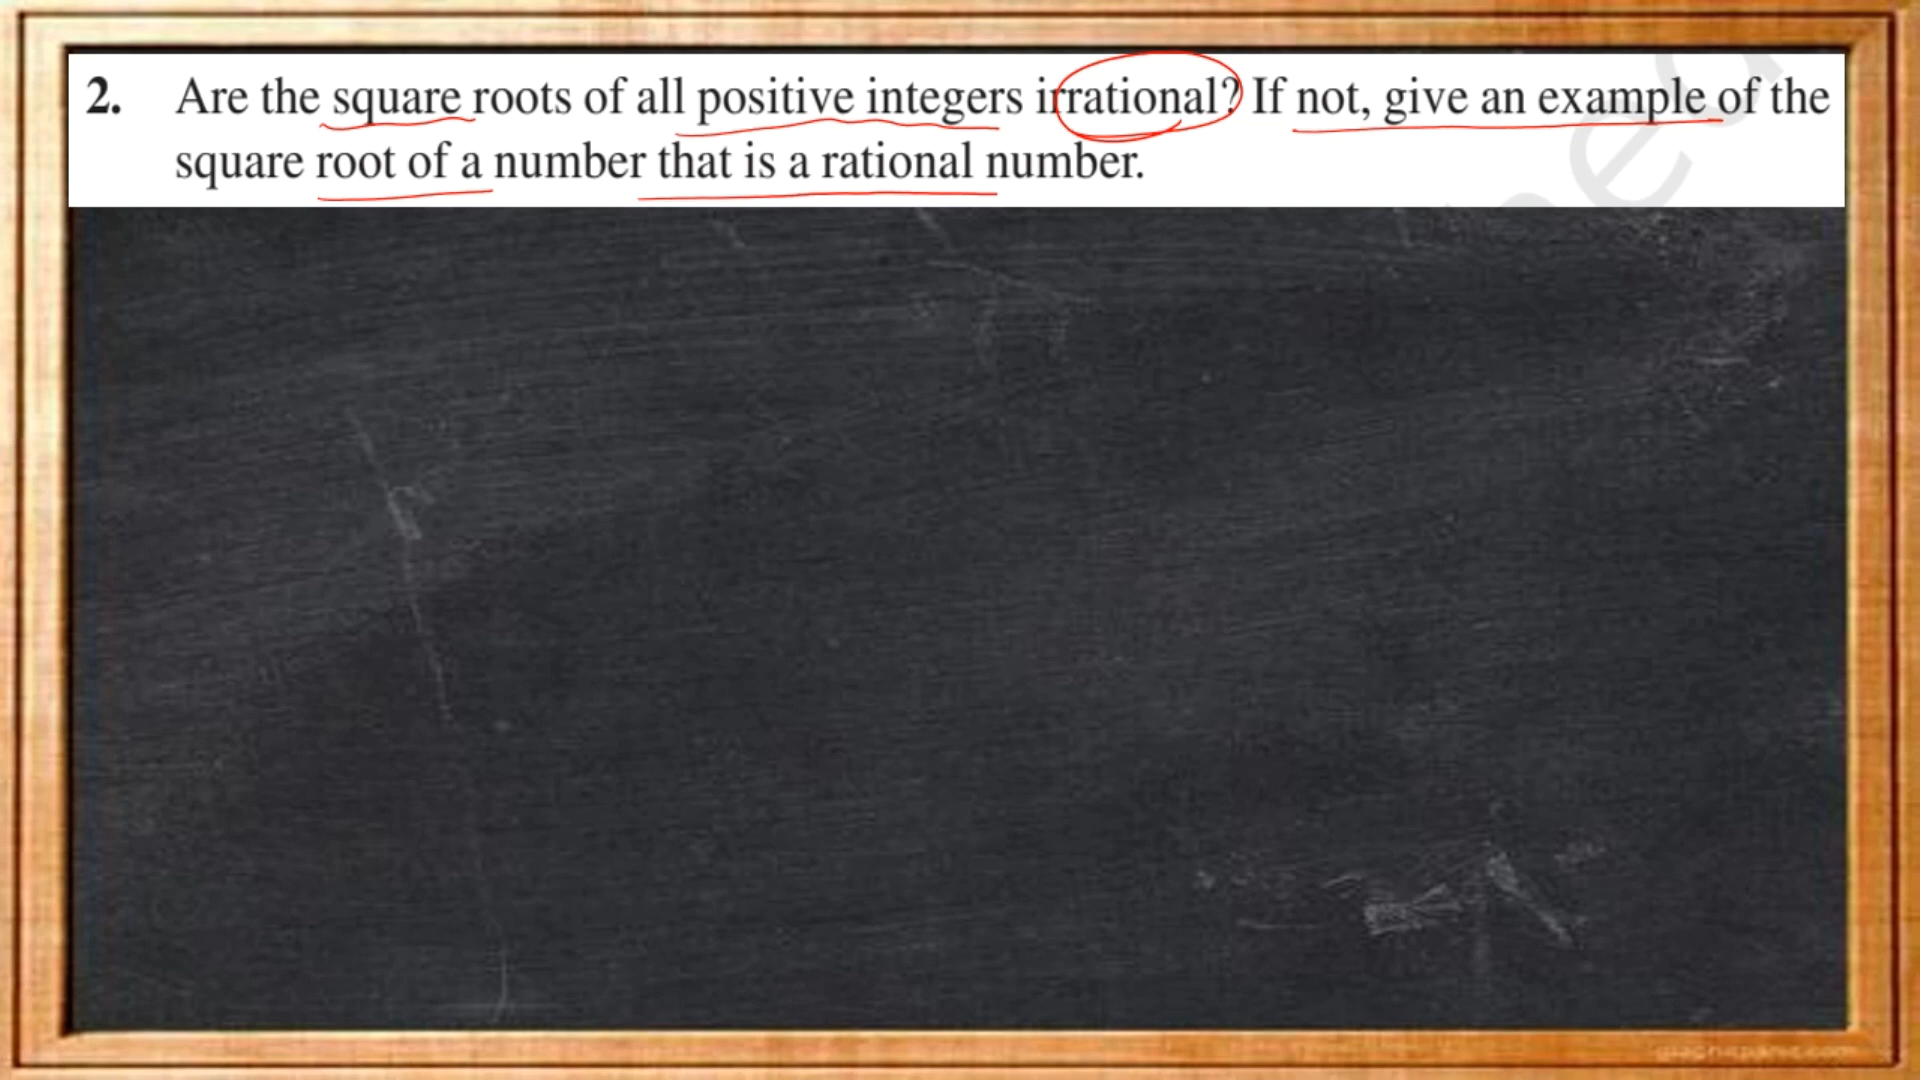 2. Are the square roots of all positive integers irrational? If not, give an example of the
square root of a number that is a rational number.